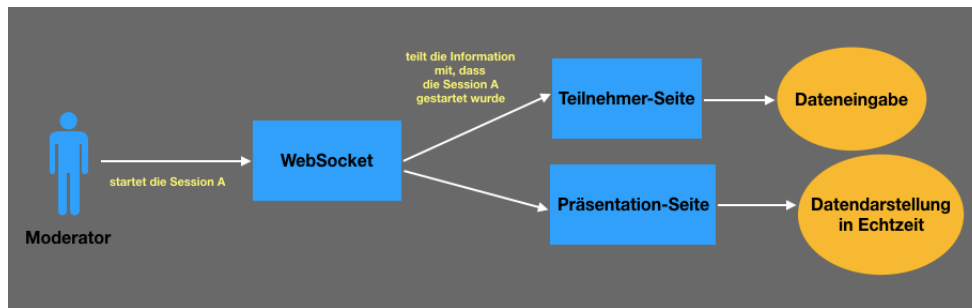 Moderator
startet die Session A
WebSocket
teilt die Information
mit, dass
die Session A
gestartet wurde
Teilnehmer-Seite
Dateneingabe
Präsentation-Seite
Datendarstellung
in Echtzeit